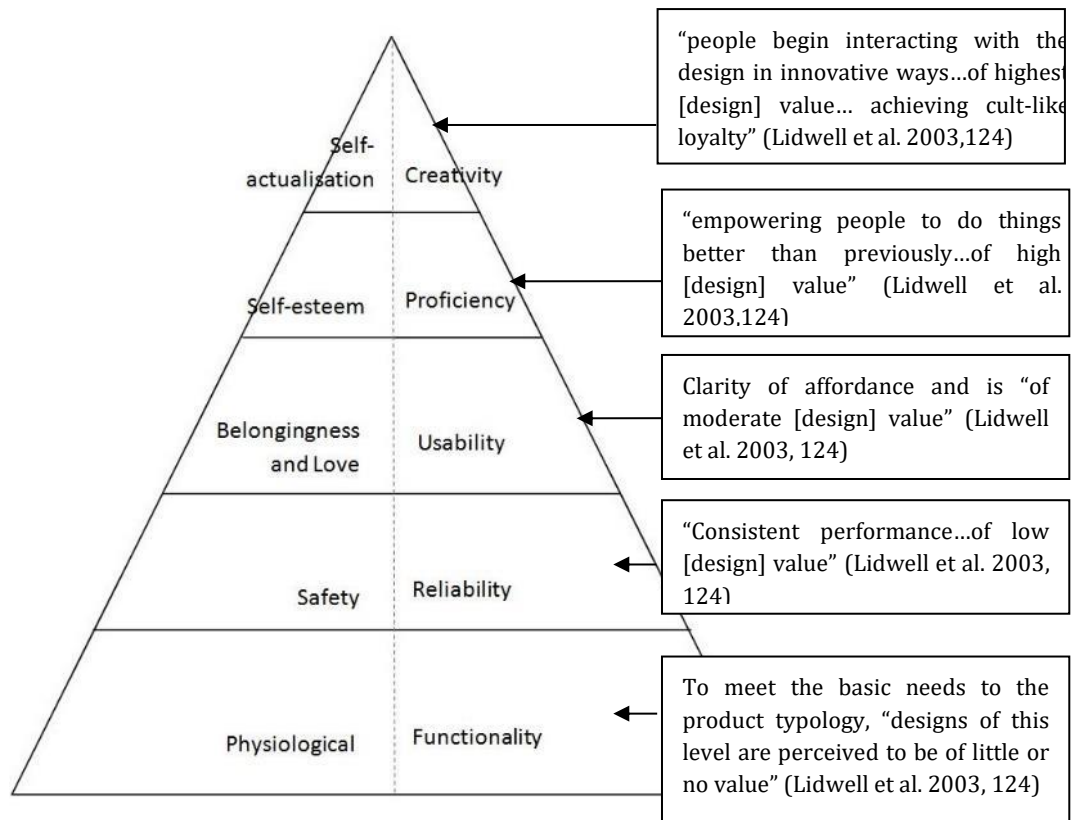 “people begin interacting with the
design in innovative ways…of highest
[design] value… achieving cult-like
loyalty” (Lidwell et al. 2003,124)
Self-
actualisation
Creativity
“empowering people to do things
better than previously…of high
[design] value” (Lidwell et al.
2003,124)
Self-esteem
Proficiency
Clarity of affordance and is “of
moderate [design] value” (Lidwell
et al. 2003, 124)
Belongingness
and Love
Usability
“Consistent performance…of low
[design] value” (Lidwell et al. 2003,
124)
Safety
Reliability
To meet the basic needs to the
product typology, “designs of this
level are perceived to be of little or
no value” (Lidwell et al. 2003, 124)
Physiological
Functionality